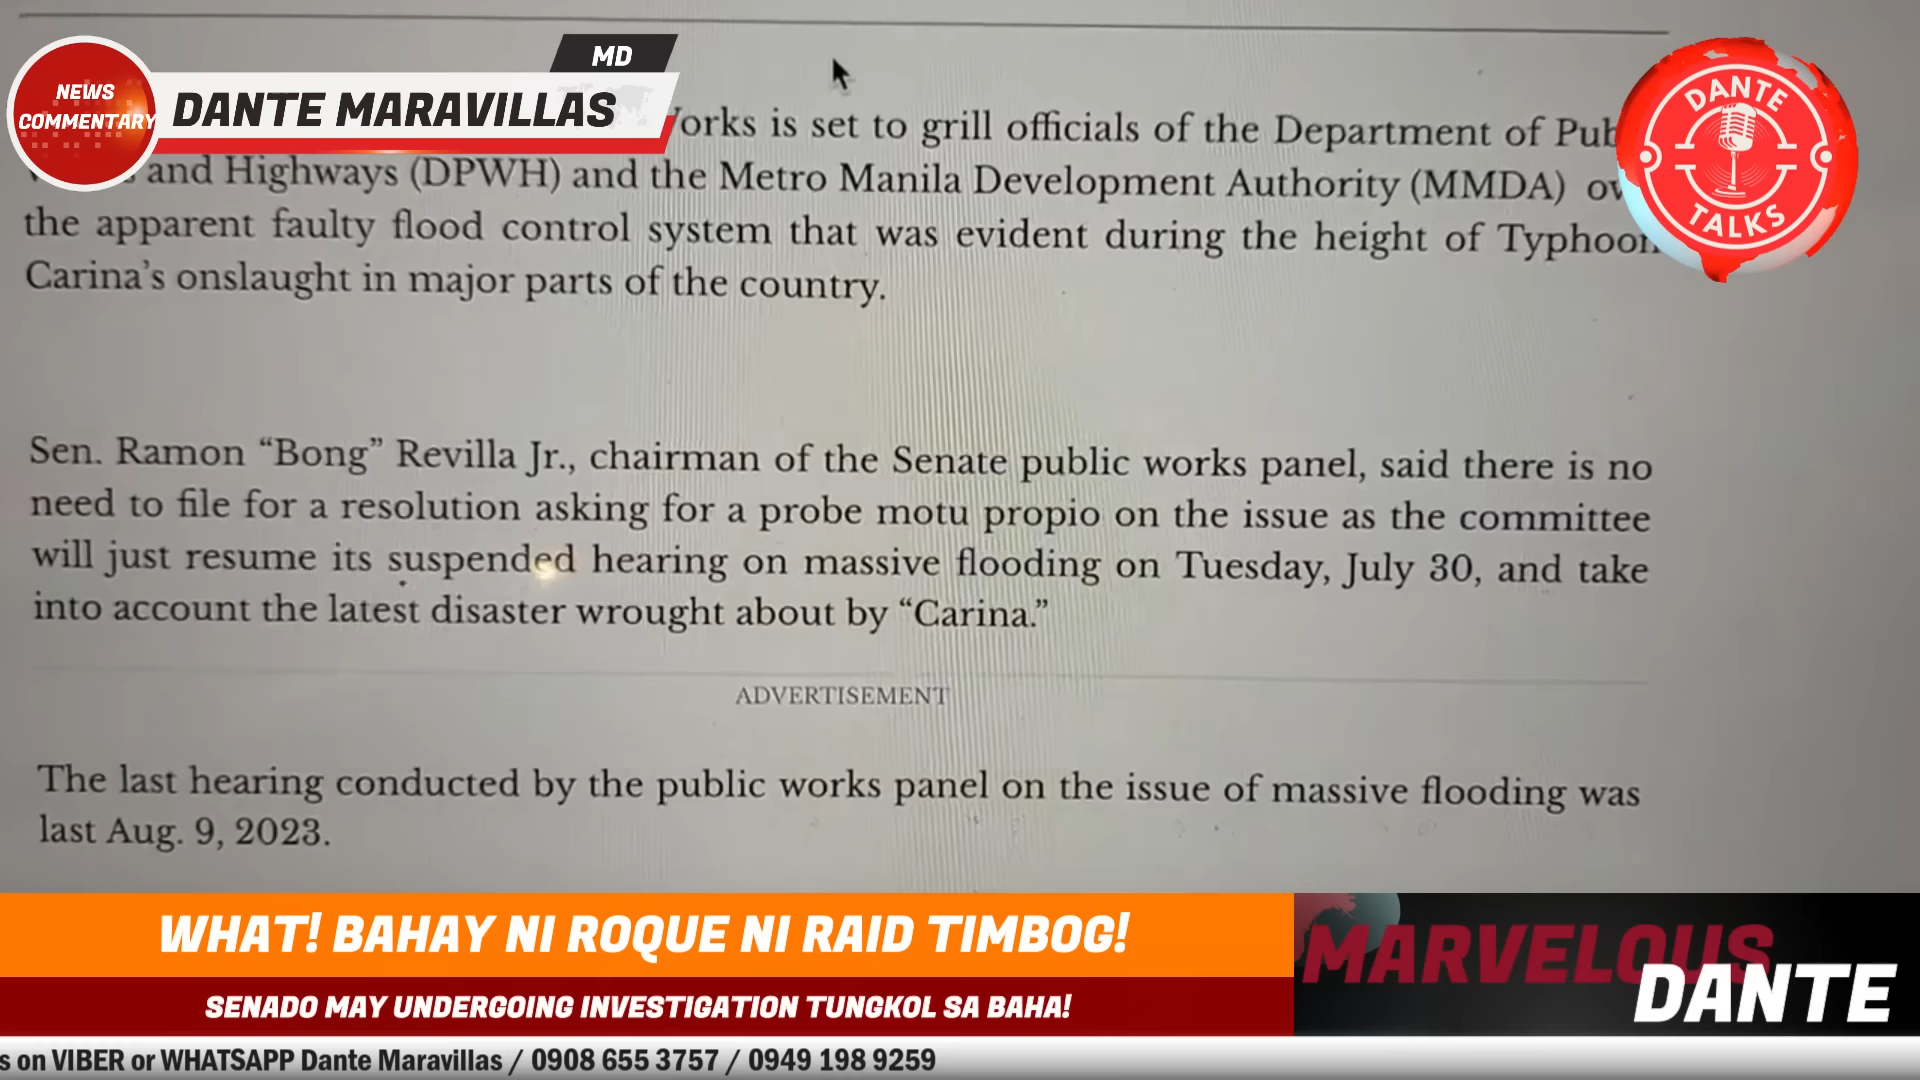 MD
NEWS
COMMENTARY
DANTE MARAVILLAS
DANTE
TALKS
orks is set to grill officials of the Department of Pub
and Highways (DPWH) and the Metro Manila Development Authority (MMDA)
the apparent faulty flood control system that was evident during the height of Typhoon
Carina's onslaught in major parts of the country.
Sen. Ramon “Bong” Revilla Jr., chairman of the Senate public works panel, said there is no
need to file for a resolution asking for a probe motu propio on the issue as the committee
will just resume its suspended hearing on massive flooding on Tuesday, July 30, and take
into account the latest disaster wrought about by “Carina.”
ADVERTISEMENT
The last hearing conducted by the public works panel on the issue of massive flooding was
last Aug. 9, 2023.
WHAT! BAHAY NI ROQUE NI RAID TIMBOG!
SENADO MAY UNDERGOING INVESTIGATION TUNGKOL SA BAHA!
MARVELOUS
DANTE
s on VIBER or WHATSAPP Dante Maravillas / 0908 655 3757 / 0949 198 9259